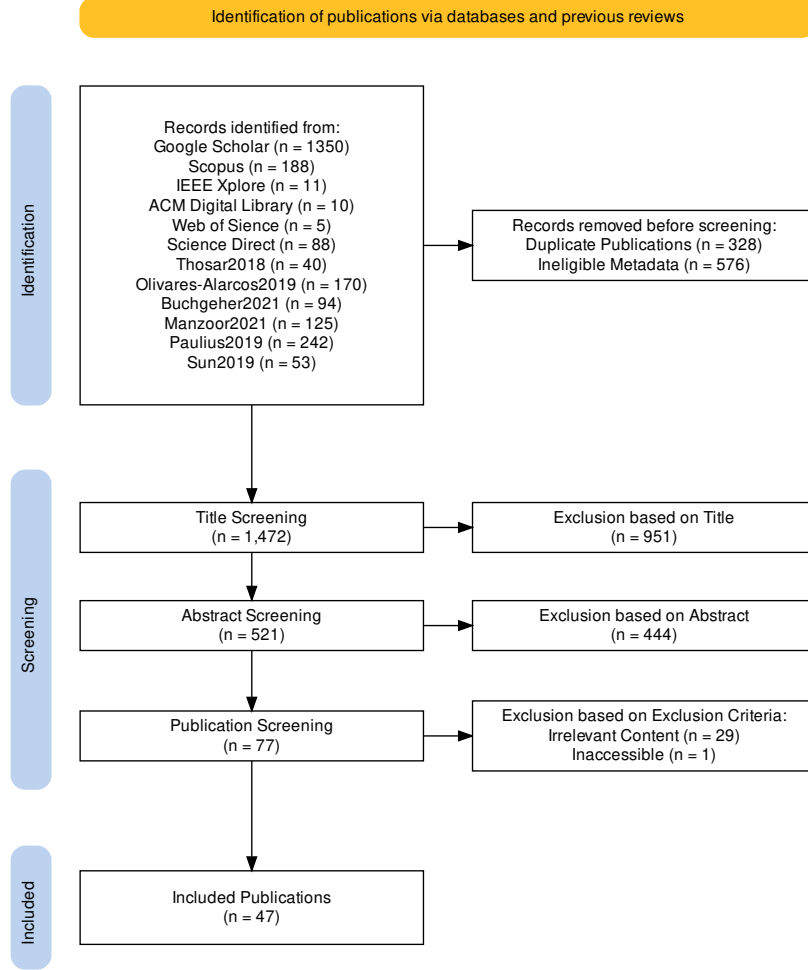 Identification of publications via databases and previous reviews
Identification
Records identified from:
Google Scholar (n = 1350)
Scopus (n = 188)
IEEE Xplore (n = 11)
ACM Digital Library (n = 10)
Web of Sience (n = 5)
Science Direct (n = 88)
Thosar2018 (n = 40)
Olivares-Alarcos2019 (n = 170)
Buchgeher2021 (n = 94)
Manzoor2021 (n = 125)
Paulius2019 (n = 242)
Sun2019 (n = 53)
Records removed before screening:
Duplicate Publications (n = 328)
Ineligible Metadata (n = 576)
Screening
Title Screening
(n = 1,472)
Exclusion based on Title
(n = 951)
Abstract Screening
(n = 521)
Exclusion based on Abstract
(n = 444)
Publication Screening
(n = 77)
Exclusion based on Exclusion Criteria:
Irrelevant Content (n = 29)
Inaccessible (n = 1)
Included
Included Publications
(n = 47)